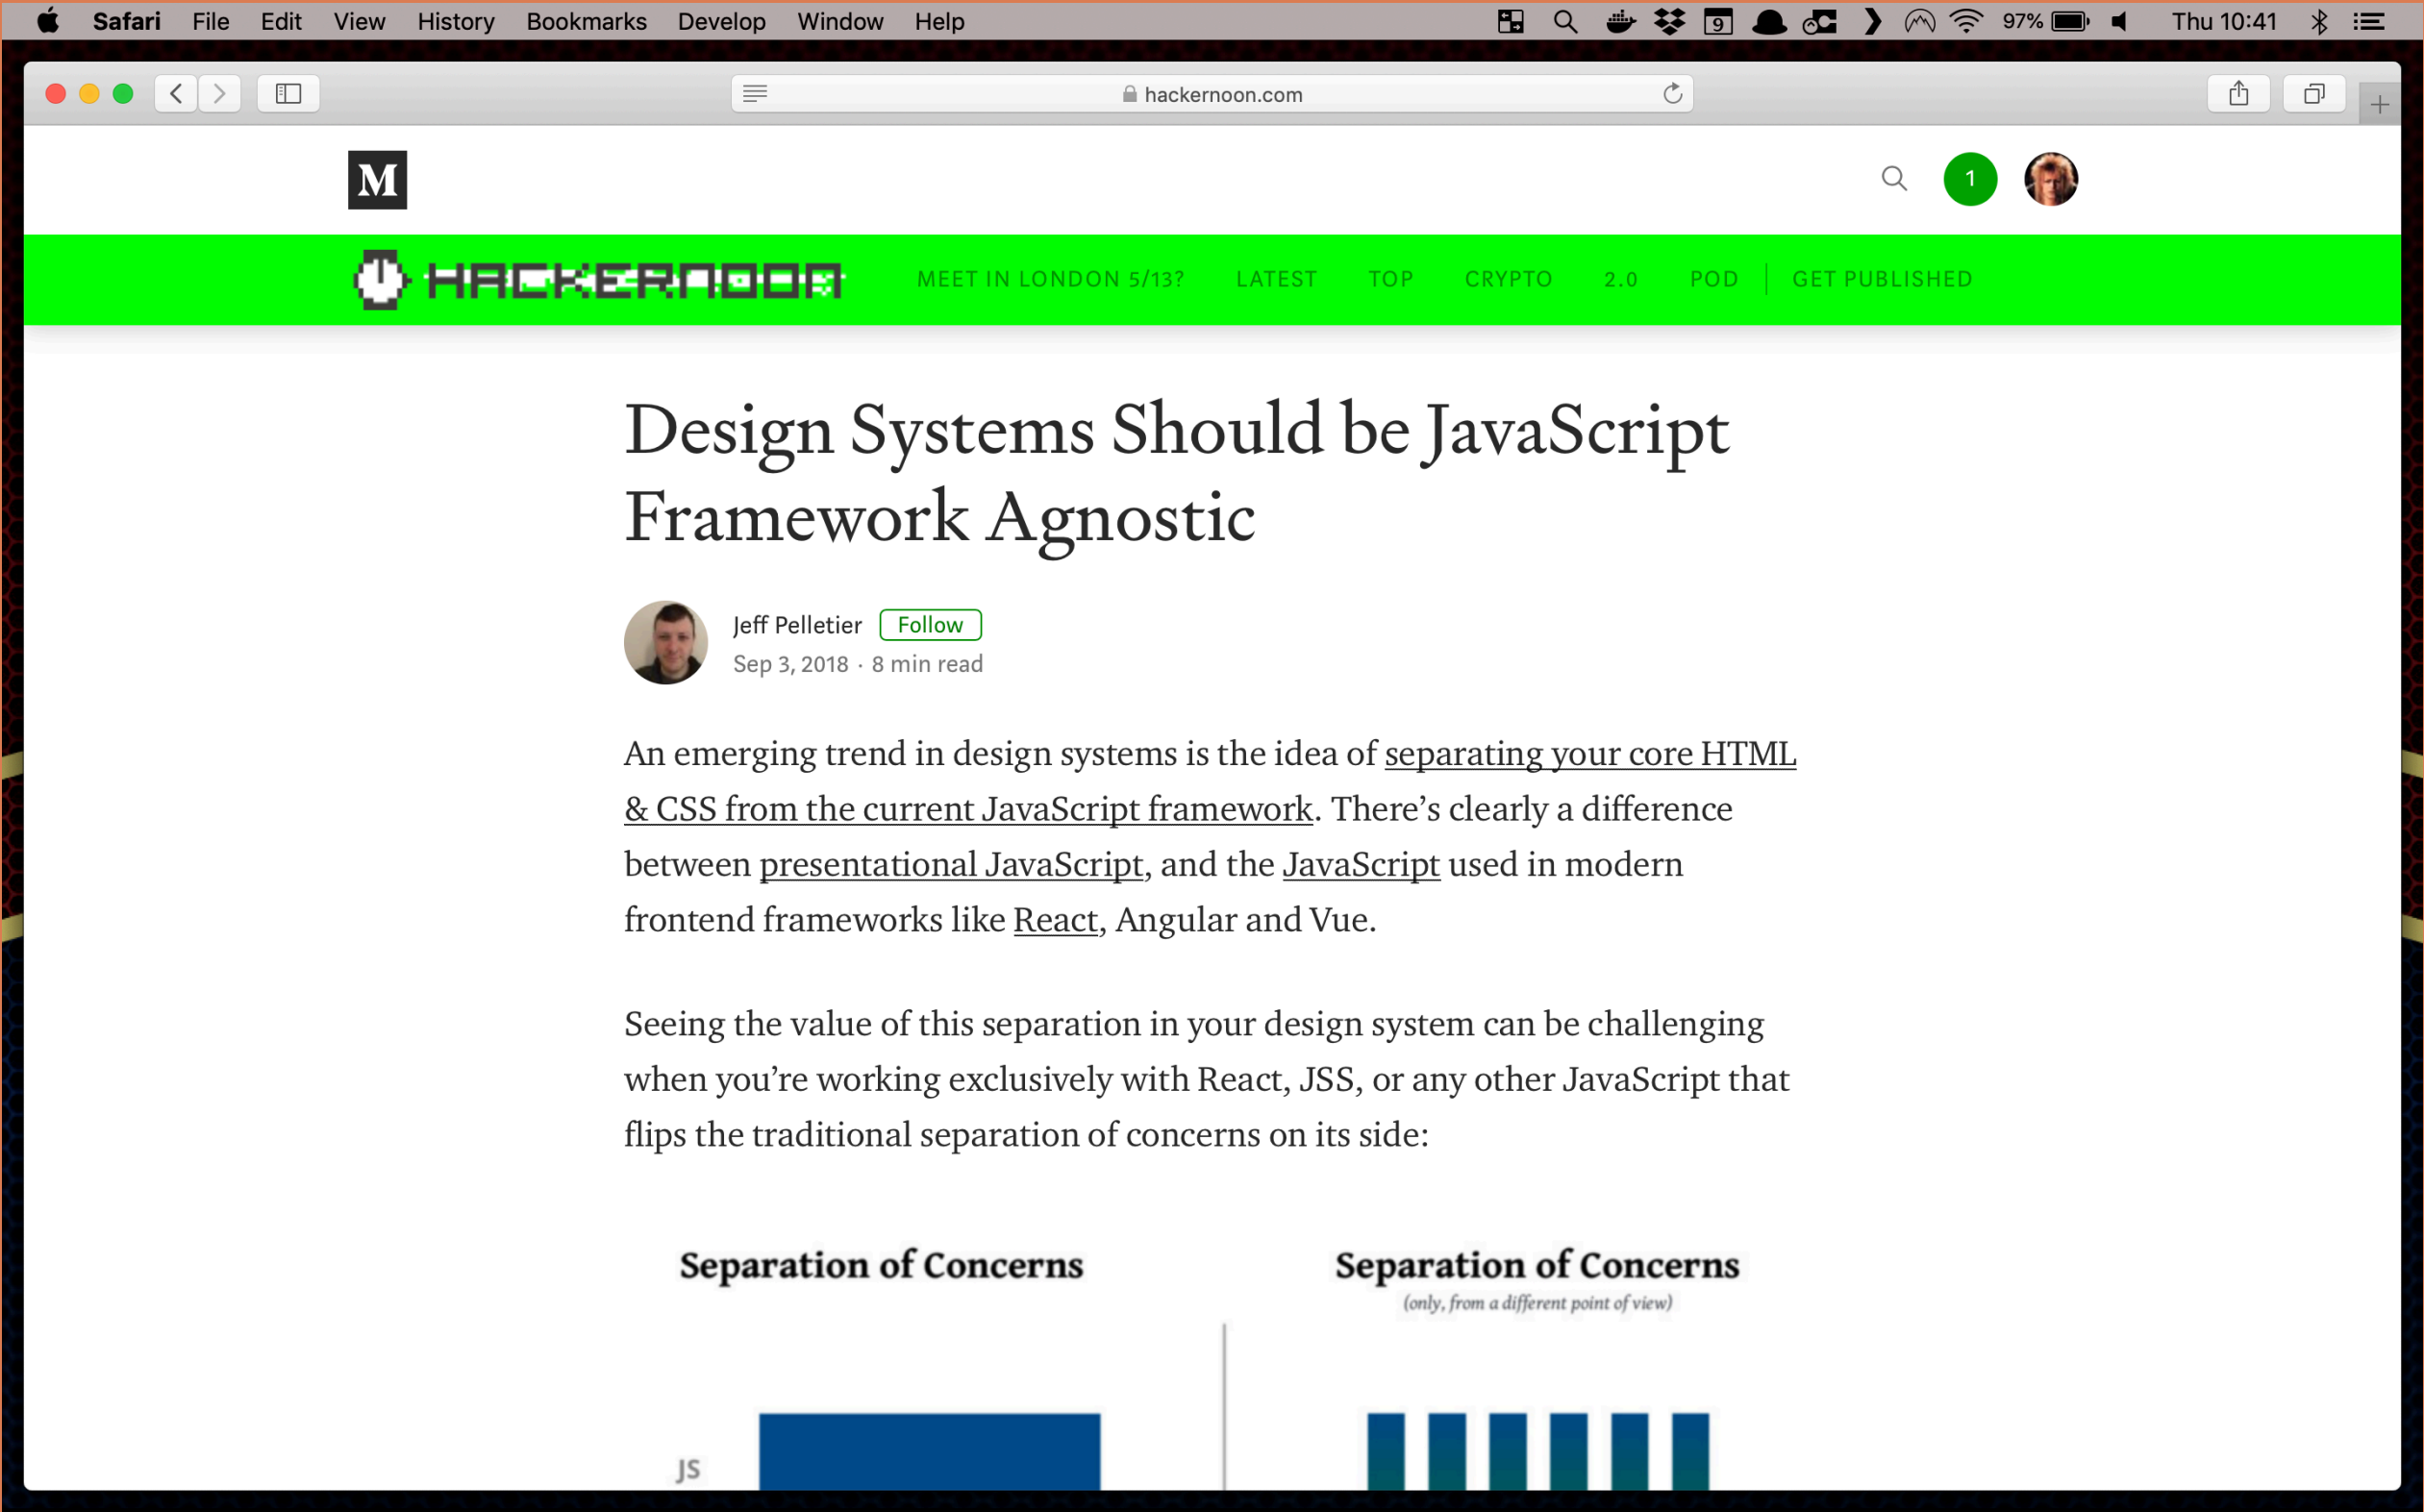 Safari File Edit View History Bookmarks Develop Window Help 9 97% Thu 10:41
hackernoon.com
M
1
HACKERNOON MEET IN LONDON 5/13? LATEST TOP CRYPTO 2.0 POD GET PUBLISHED
Design Systems Should be JavaScript
Framework Agnostic
Jeff Pelletier Follow
Sep 3, 2018 · 8 min read
An emerging trend in design systems is the idea of separating your core HTML
& CSS from the current JavaScript framework. There’s clearly a difference
between presentational JavaScript, and the JavaScript used in modern
frontend frameworks like React, Angular and Vue.
Seeing the value of this separation in your design system can be challenging
when you’re working exclusively with React, JSS, or any other JavaScript that
flips the traditional separation of concerns on its side:
Separation of Concerns
Separation of Concerns
(only, from a different point of view)
JS